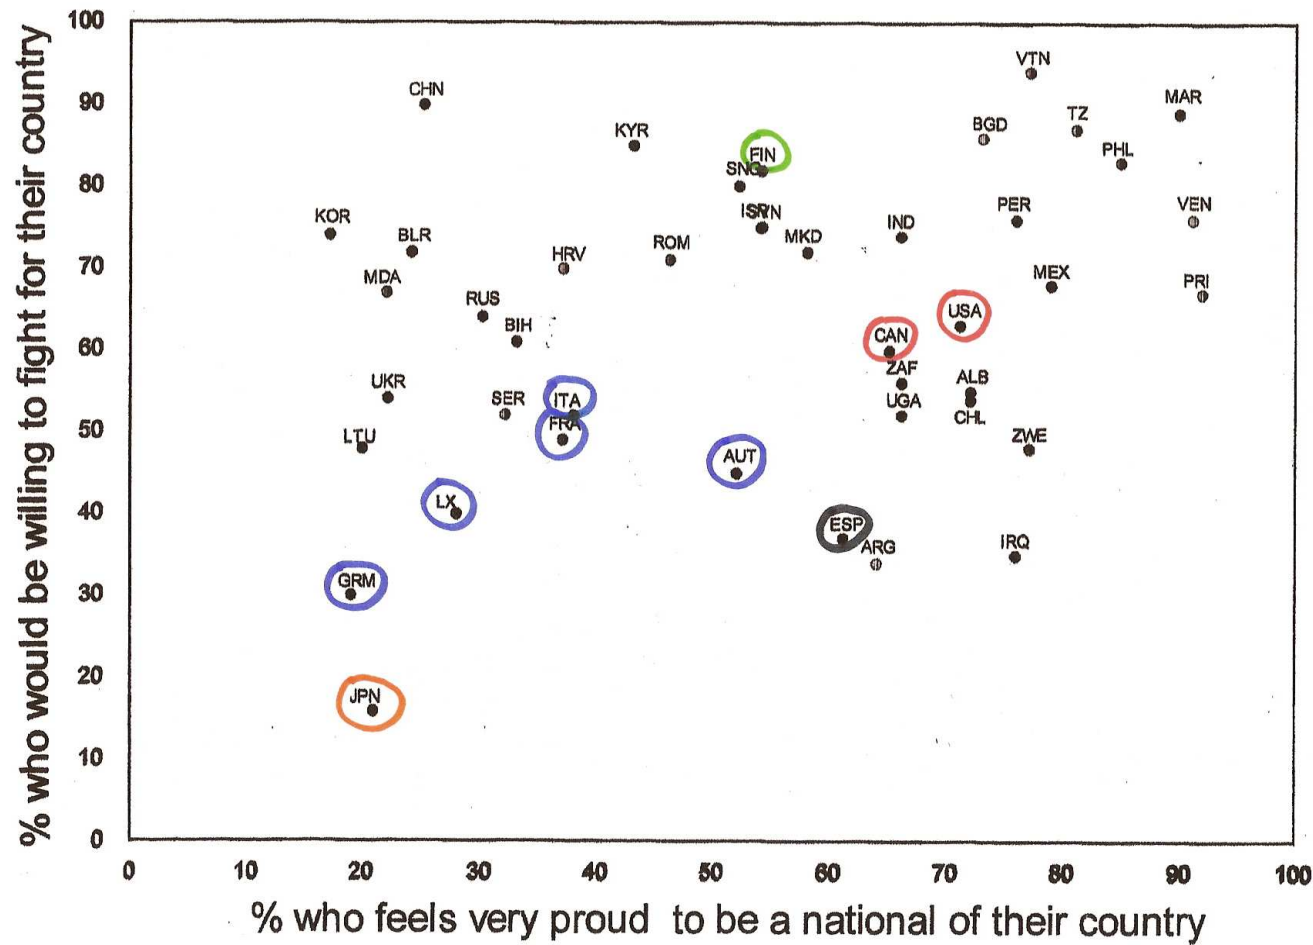 % who would be willing to fight for their country
100
90
80
70
60
50
40
30
20
10
0
VTN
CHN
MAR
TZ
BGD
KYR
PHL
FIN
SNG
VEN
PER
KOR
IND
BLR
MKD
ROM
HRV
MEX
MDA
PRI
RUS
USA
BIH
CAN
ZAF
ALB
UKR
SER
ITA
UGA
CHL
FRA
LTU
ZWE
AUT
LX
ESP
ARG
IRQ
GRM
JPN
0 10 20 30 40 50 60 70 80 90 100
% who feels very proud to be a national of their country